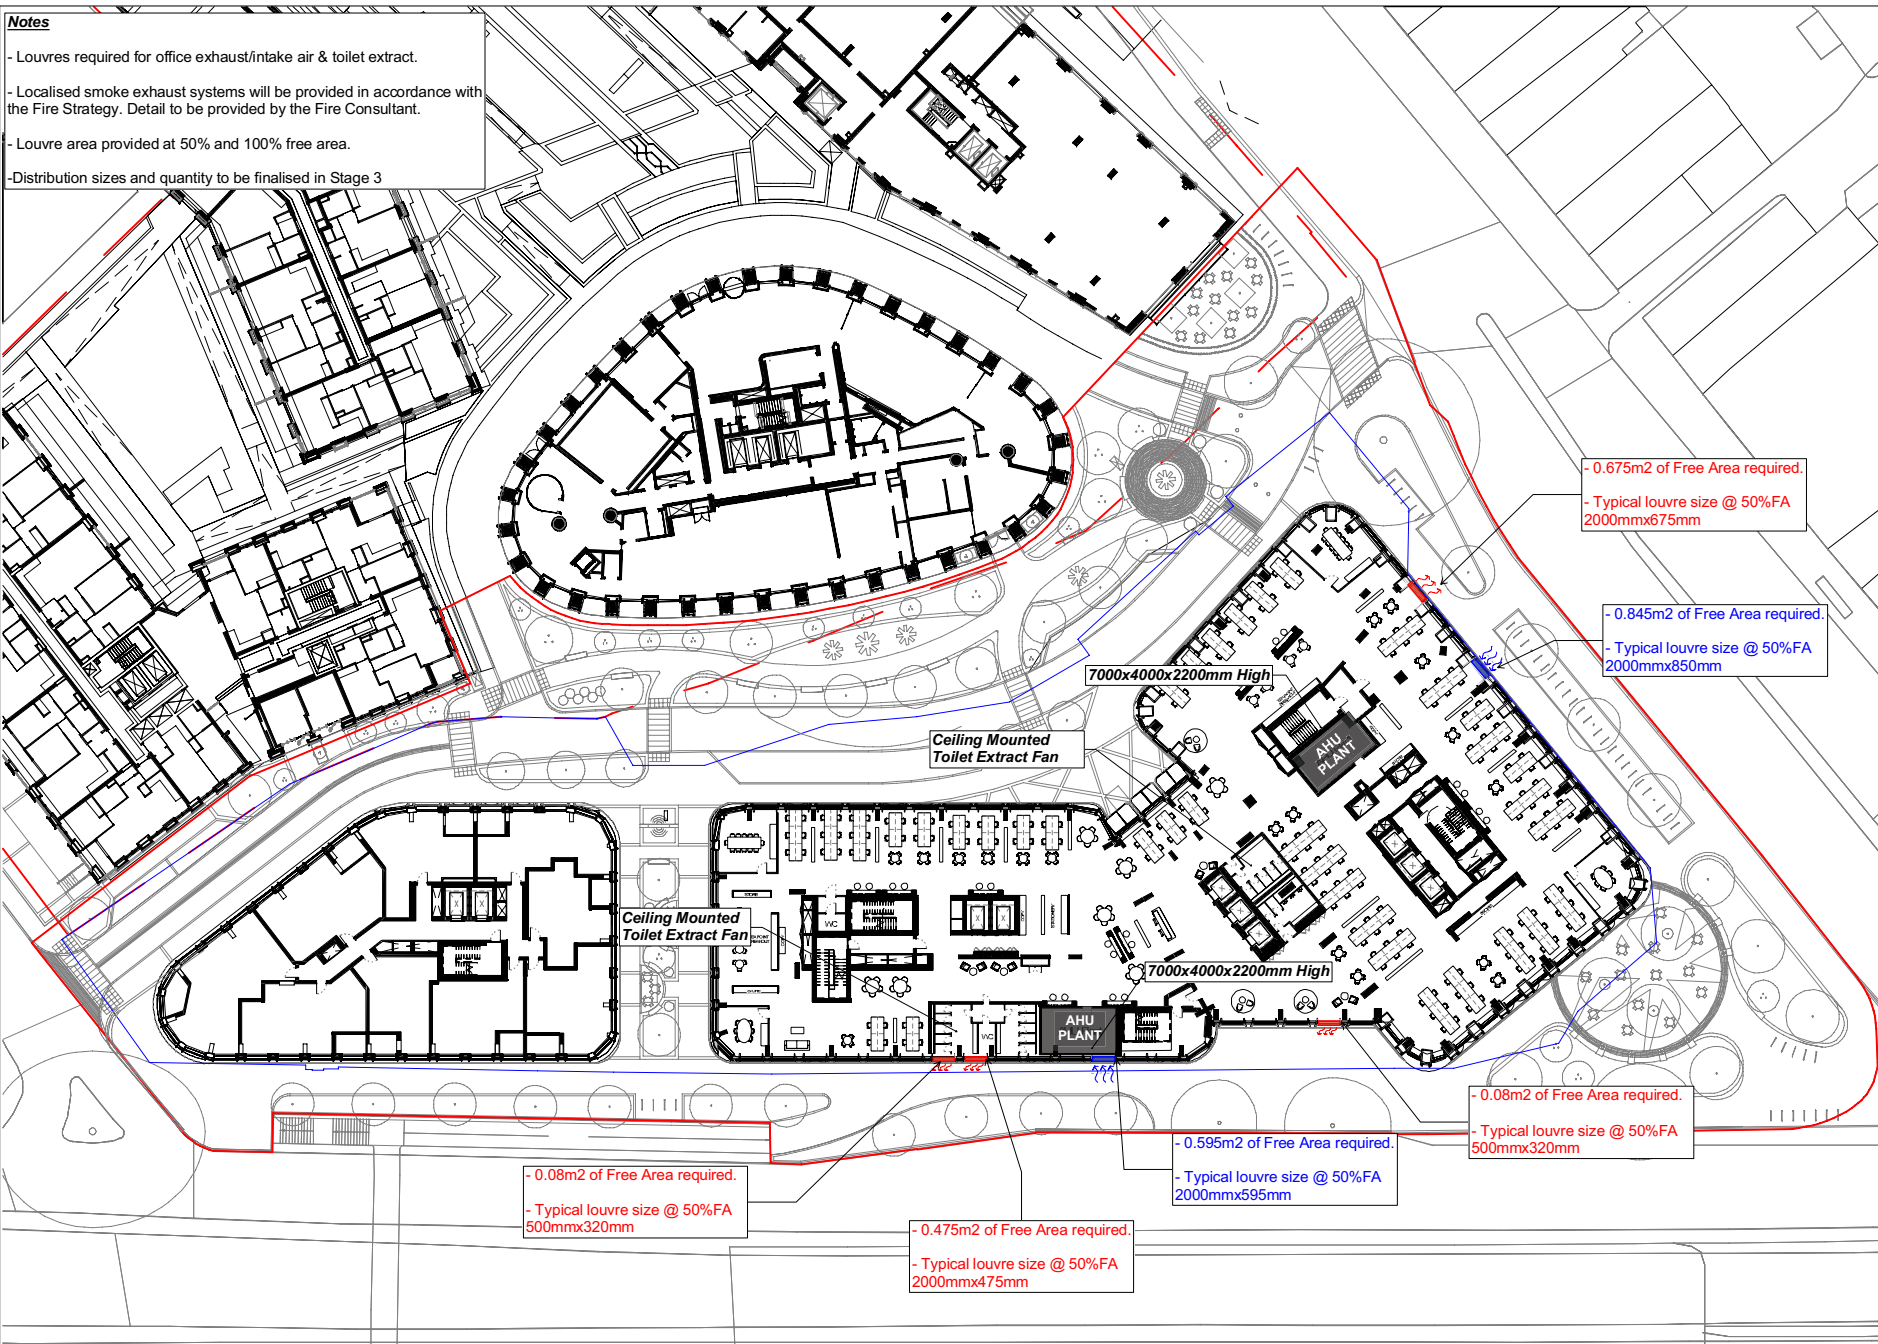 Notes
- Louvres required for office exhaust/intake air & toilet extract.
- Localised smoke exhaust systems will be provided in accordance with
the Fire Strategy. Detail to be provided by the Fire Consultant.
- Louvre area provided at 50% and 100% free area.
-Distribution sizes and quantity to be finalised in Stage 3
- 0.675m2 of Free Area required.
- Typical louvre size @ 50%FA
2000mmx675mm
- 0.845m2 of Free Area required.
- Typical louvre size @ 50%FA
2000mmx850mm
7000x4000x2200mm High
Ceiling Mounted
Toilet Extract Fan
AHU
PLANT
Ceiling Mounted
Toilet Extract Fan
WC
7000x4000x2200mm High
AHU
PLANT
WC
- 0.08m2 of Free Area required.
- Typical louvre size @ 50%FA
500mmx320mm
- 0.595m2 of Free Area required.
- Typical louvre size @ 50%FA
2000mmx595mm
- 0.08m2 of Free Area required.
- Typical louvre size @ 50%FA
500mmx320mm
- 0.475m2 of Free Area required.
- Typical louvre size @ 50%FA
2000mmx475mm